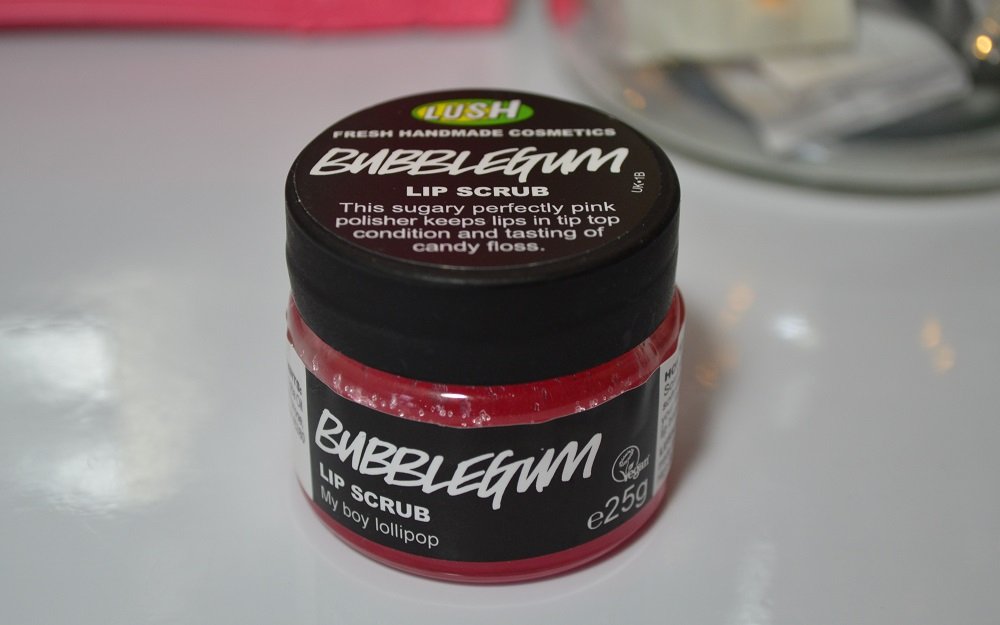 LUSH
FRESH HANDMADE COSMETICS
BUBBLEGUM
LIP SCRUB
UK•1B
This sugary perfectly pink
polisher keeps lips in tip top
condition and tasting of
candy floss.
BUBBLEGUM
LIP SCRUB
My boy lollipop
Vegan
e25g